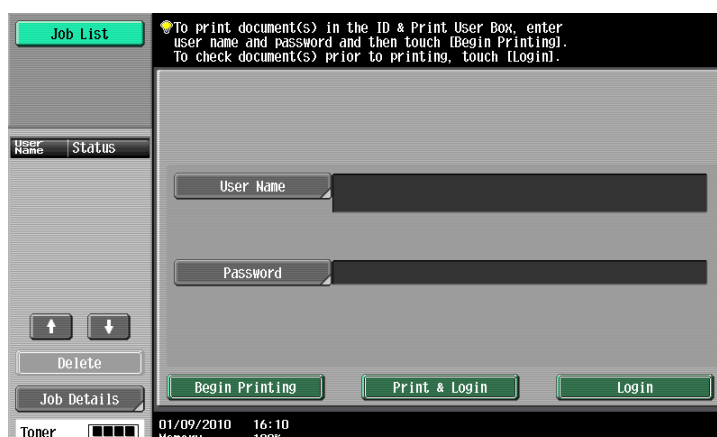 Job List
To print document(s) in the ID & Print User Box, enter
user name and password and then touch [Begin Printing].
To check document(s) prior to printing, touch [Login].
User Name
Status
User Name
Password
Delete
Job Details
Begin Printing
Print & Login
Login
Toner
01/09/2010 16:10
Memory 100%